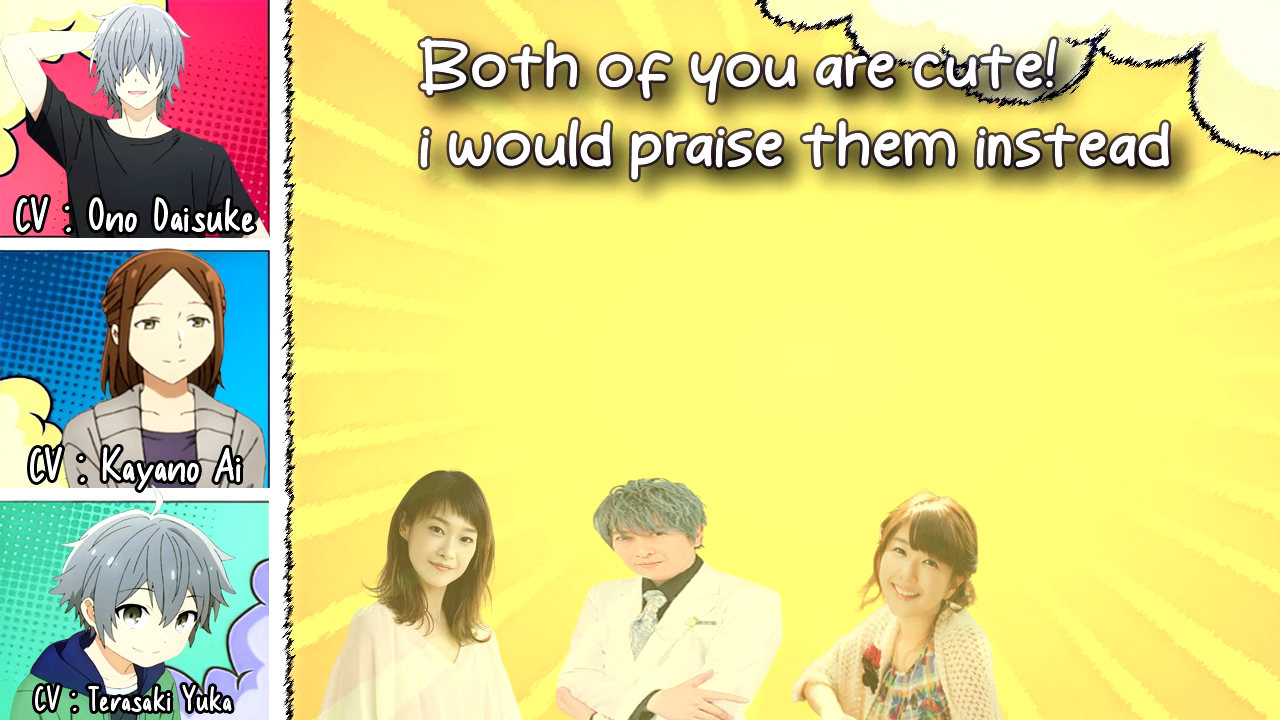 Both of you are cute!
i would praise them instead
CV : Ono Daisuke
CV : Kayano Ai
CV : Terasaki Yuka